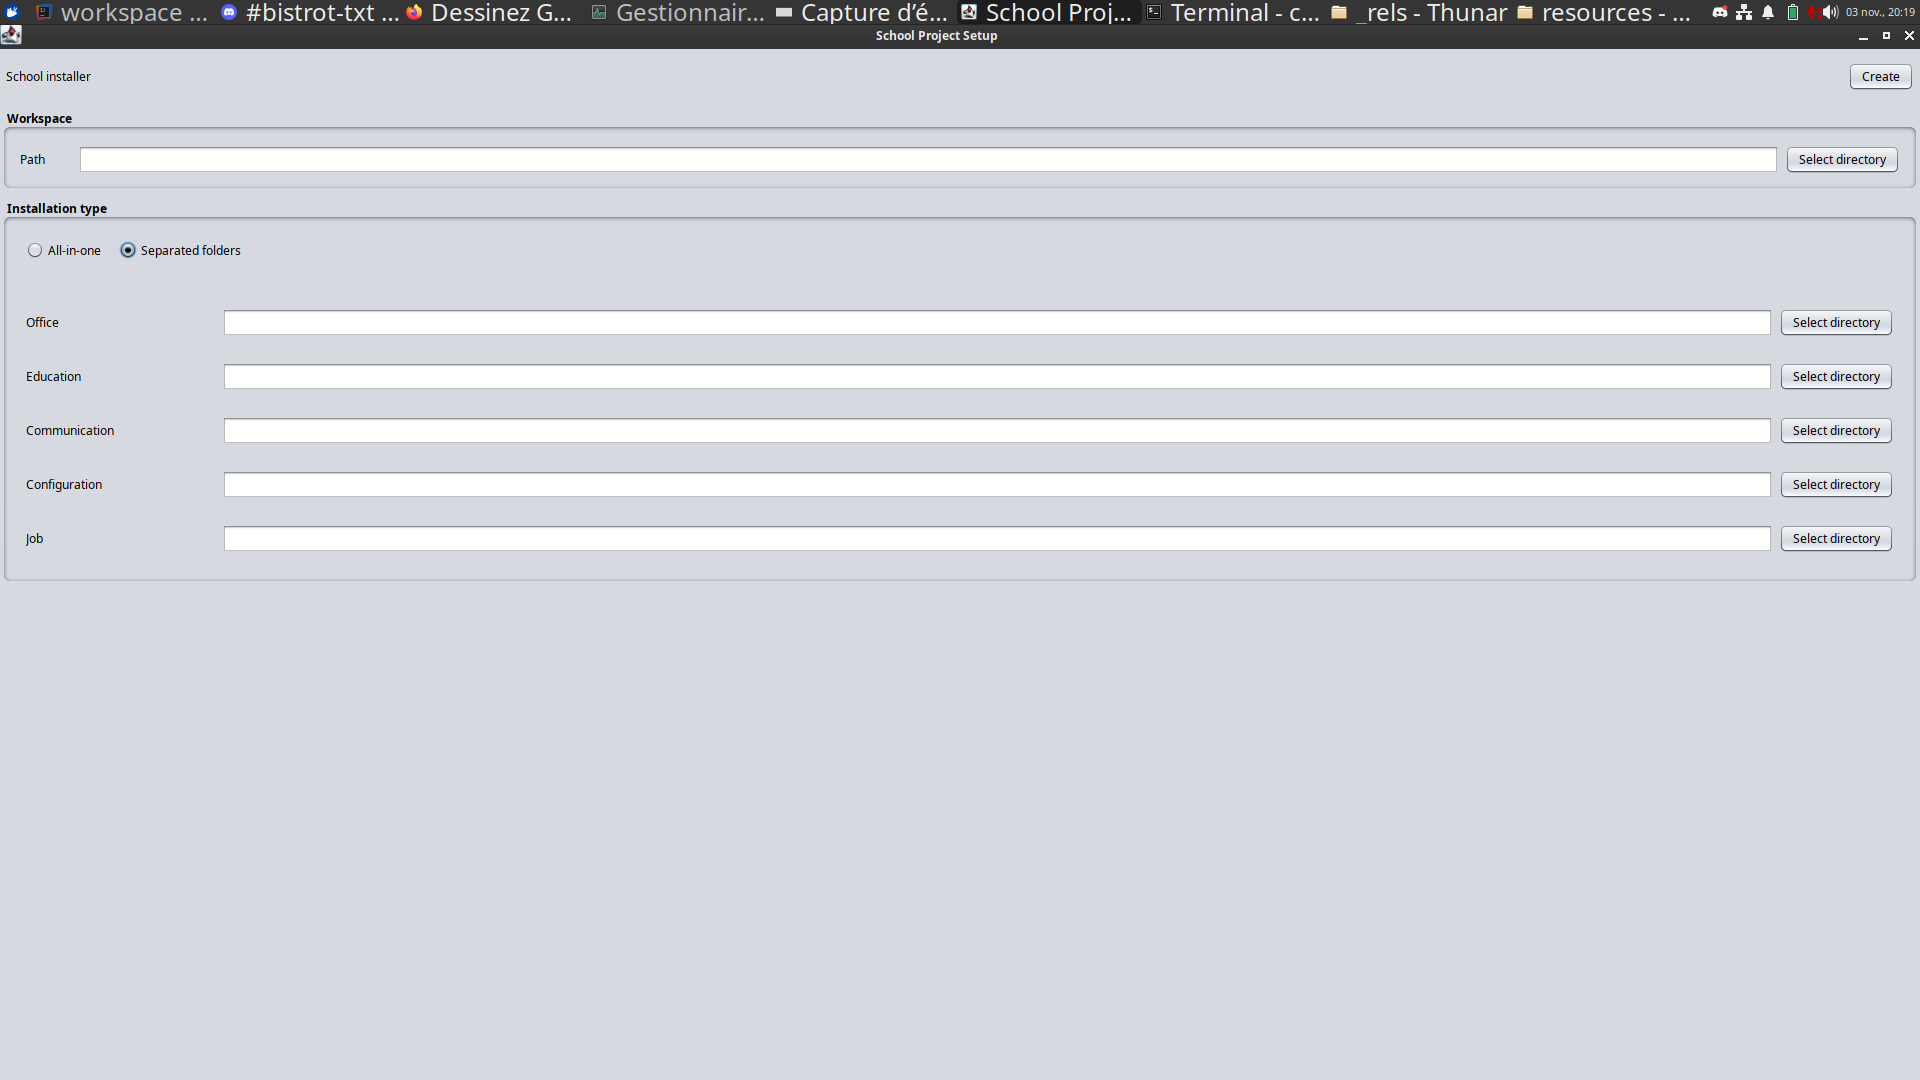 workspace ... #bistrot-txt ... Dessinez G... Gestionnair... Capture d'é... School Proj... Terminal - c... _rels - Thunar resources - ... 03 nov., 20:19
School Project Setup
School installer Create
Workspace
Path Select directory
Installation type
All-in-one Separated folders
Office Select directory
Education Select directory
Communication Select directory
Configuration Select directory
Job Select directory